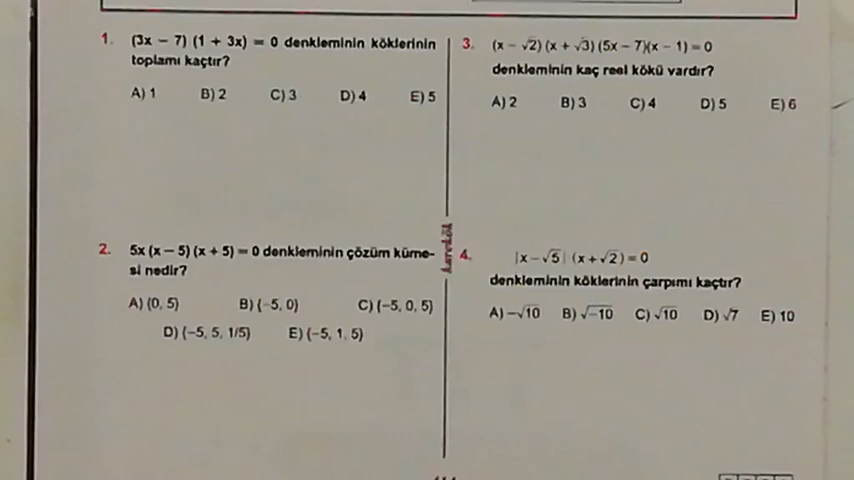 1. (3x − 7) (1 + 3x) = 0 denkleminin köklerinin
toplamı kaçtır?
A) 1 B) 2 C) 3 D) 4 E) 5
2. 5x (x − 5) (x + 5) = 0 denkleminin çözüm küme-
si nedir?
A) {0, 5} B) {−5, 0} C) {−5, 0, 5}
D) {−5, 5, 1/5} E) {−5, 1, 5}
karekök
3. (x − √2) (x + √3) (5x − 7)(x − 1) = 0
denkleminin kaç reel kökü vardır?
A) 2 B) 3 C) 4 D) 5 E) 6
4. |x − √5| (x + √2) = 0
denkleminin köklerinin çarpımı kaçtır?
A) −√10 B) √−10 C) √10 D) √7 E) 10